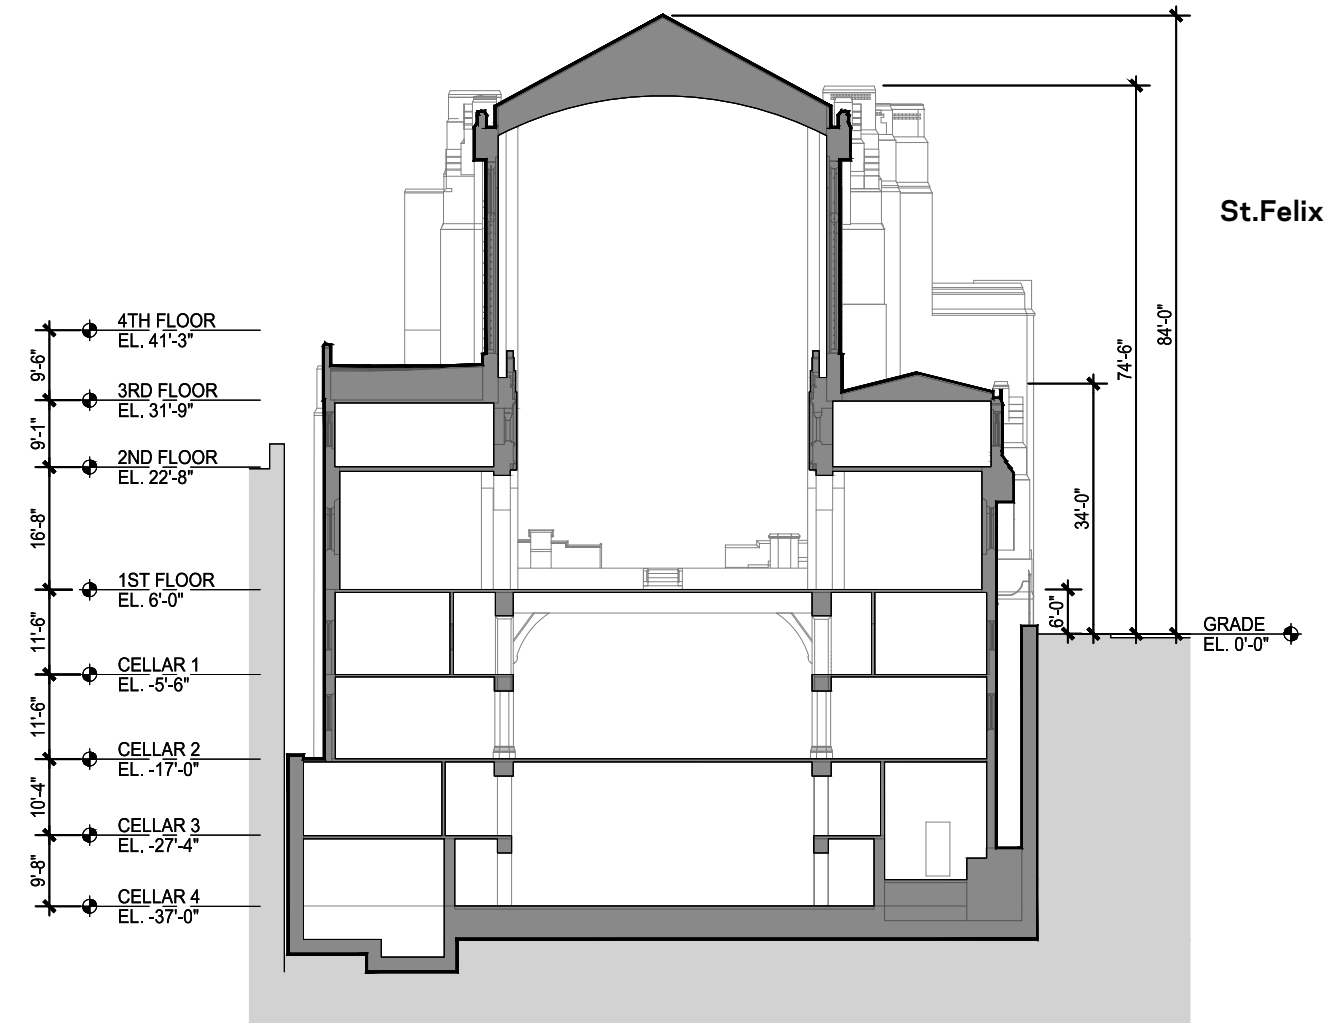 St.Felix
84'-0"
74'-6"
4TH FLOOR
EL. 41'-3"
9'-6"
3RD FLOOR
EL. 31'-9"
9'-1"
2ND FLOOR
EL. 22'-8"
34'-0"
16'-8"
1ST FLOOR
EL. 6'-0"
6'-0"
GRADE
EL. 0'-0"
11'-6"
CELLAR 1
EL. -5'-6"
11'-6"
CELLAR 2
EL. -17'-0"
10'-4"
CELLAR 3
EL. -27'-4"
9'-8"
CELLAR 4
EL. -37'-0"